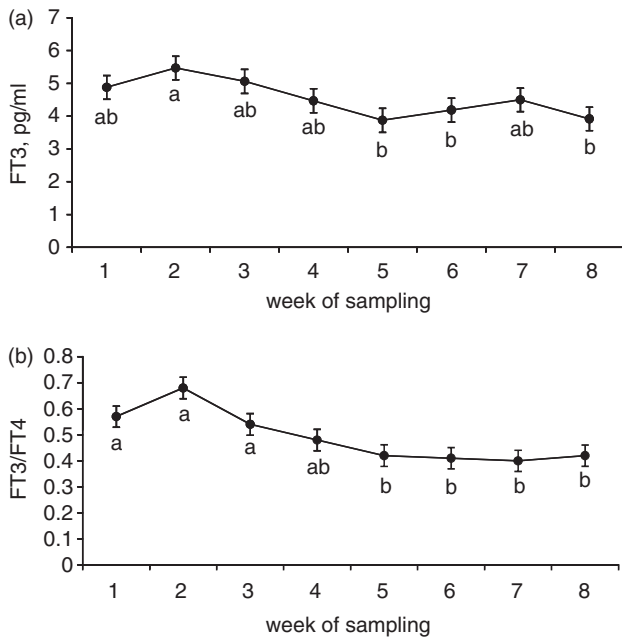 (a)
7
6
5
4
3
2
1
0
FT3, pg/ml
ab
a
ab
ab
b
b
ab
b
1 2 3 4 5 6 7 8
week of sampling
(b)
0.8
0.7
0.6
0.5
0.4
0.3
0.2
0.1
0
FT3/FT4
a
a
a
ab
b
b
b
b
1 2 3 4 5 6 7 8
week of sampling